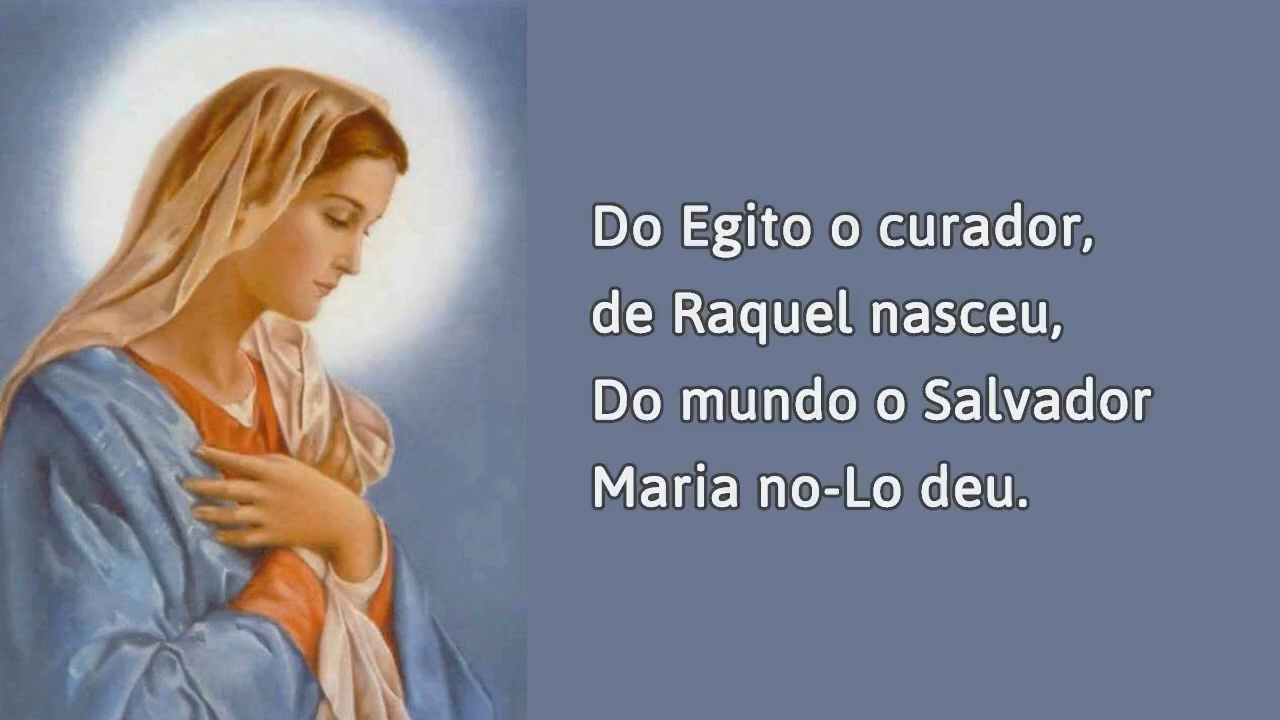 Do Egito o curador,
de Raquel nasceu,
Do mundo o Salvador
Maria no-Lo deu.